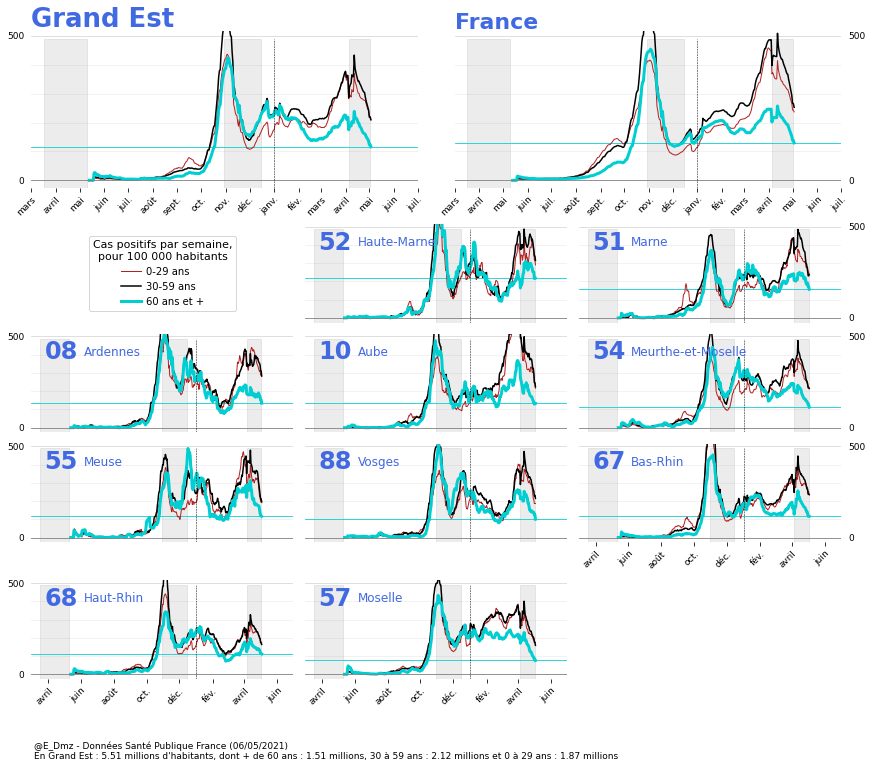 Grand Est
France
500
0
500
0
mars avril mai juin juil. août sept. oct. nov. déc. janv. fév. mars avril mai juin juil.
mars avril mai juin juil. août sept. oct. nov. déc. janv. fév. mars avril mai juin juil.
Cas positifs par semaine,
pour 100 000 habitants
0-29 ans
30-59 ans
60 ans et +
52 Haute-Marne
51 Marne
500
0
500
0
08 Ardennes
10 Aube
54 Meurthe-et-Moselle
500
0
500
0
55 Meuse
88 Vosges
67 Bas-Rhin
500
0
avril juin août oct. déc. fév. avril juin
500
0
68 Haut-Rhin
57 Moselle
avril juin août oct. déc. fév. avril juin
avril juin août oct. déc. fév. avril juin
@E_Dmz - Données Santé Publique France (06/05/2021)
En Grand Est : 5.51 millions d'habitants, dont + de 60 ans : 1.51 millions, 30 à 59 ans : 2.12 millions et 0 à 29 ans : 1.87 millions